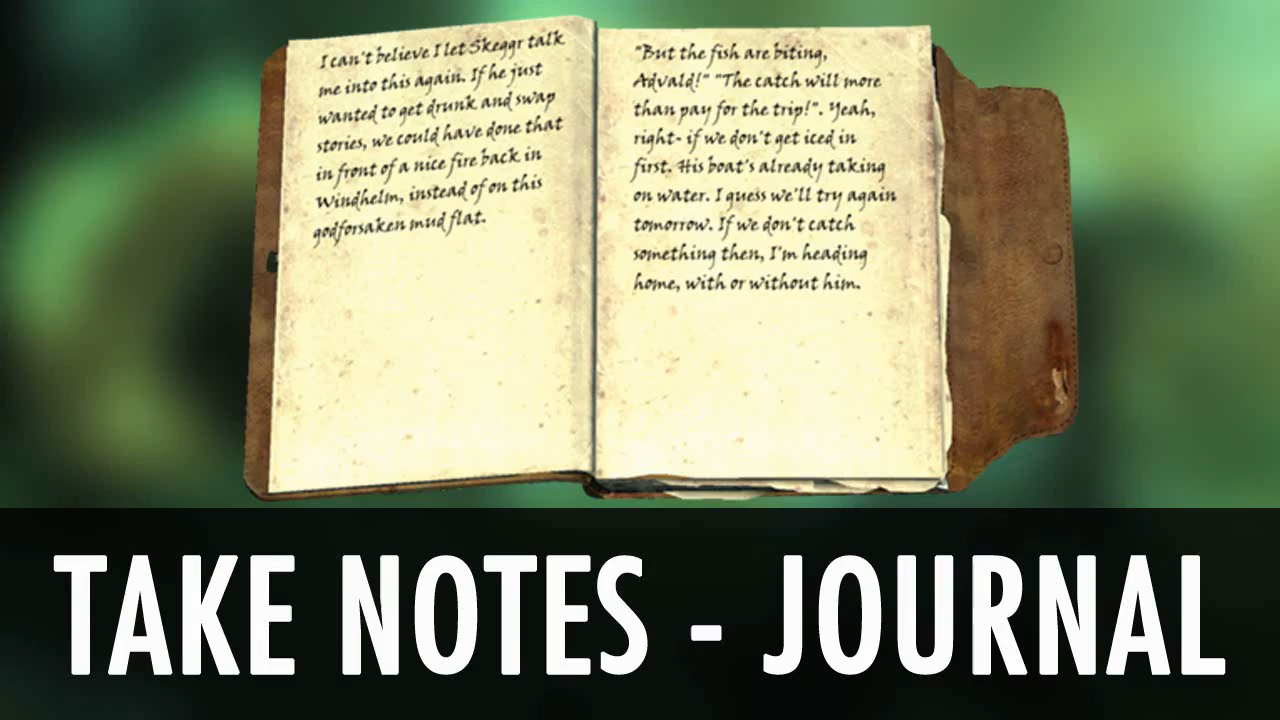 I can't believe I let Skeggr talk
me into this again. If he just
wanted to get drunk and swap
stories, we could have done that
in front of a nice fire back in
Windhelm, instead of on this
godforsaken mud flat.
"But the fish are biting,
Advald!" "The catch will more
than pay for the trip!". Yeah,
right- if we don't get iced in
first. His boat's already taking
on water. I guess we'll try again
tomorrow. If we don't catch
something then, I'm heading
home, with or without him.
TAKE NOTES - JOURNAL